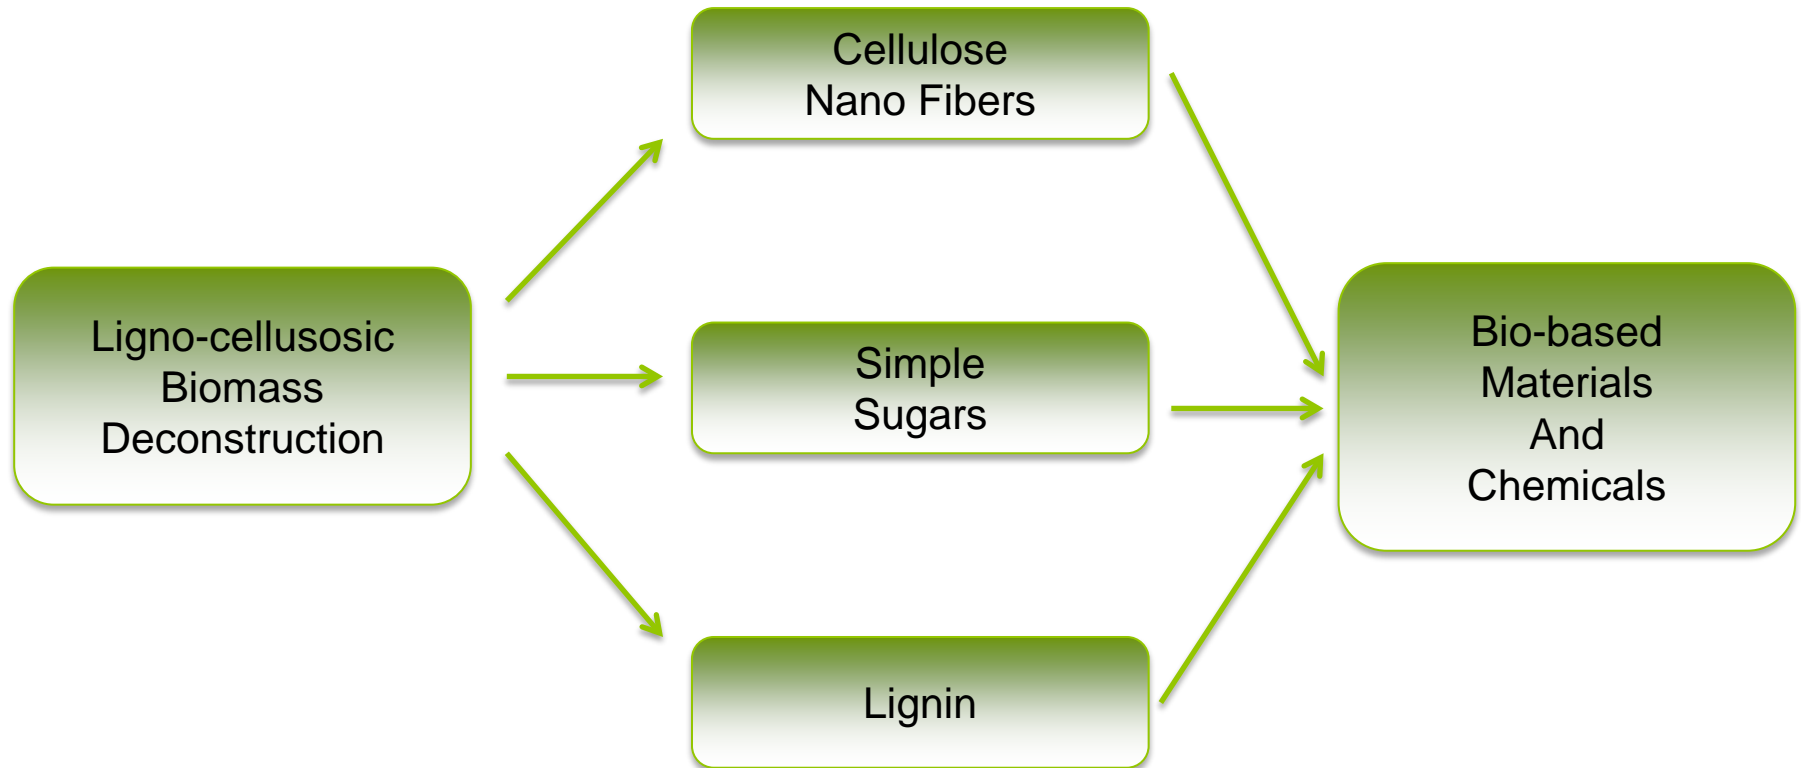 Cellulose
Nano Fibers
Ligno-cellusosic
Biomass
Deconstruction
Simple
Sugars
Lignin
Bio-based
Materials
And
Chemicals